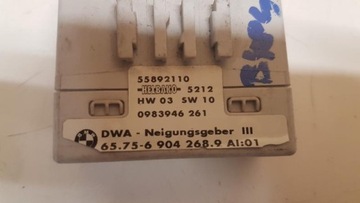 55892110
5212
HW 03 SW 10
0983946 261
DWA - Neigungsgeber III
65.75-6 904 268.9 AI:01